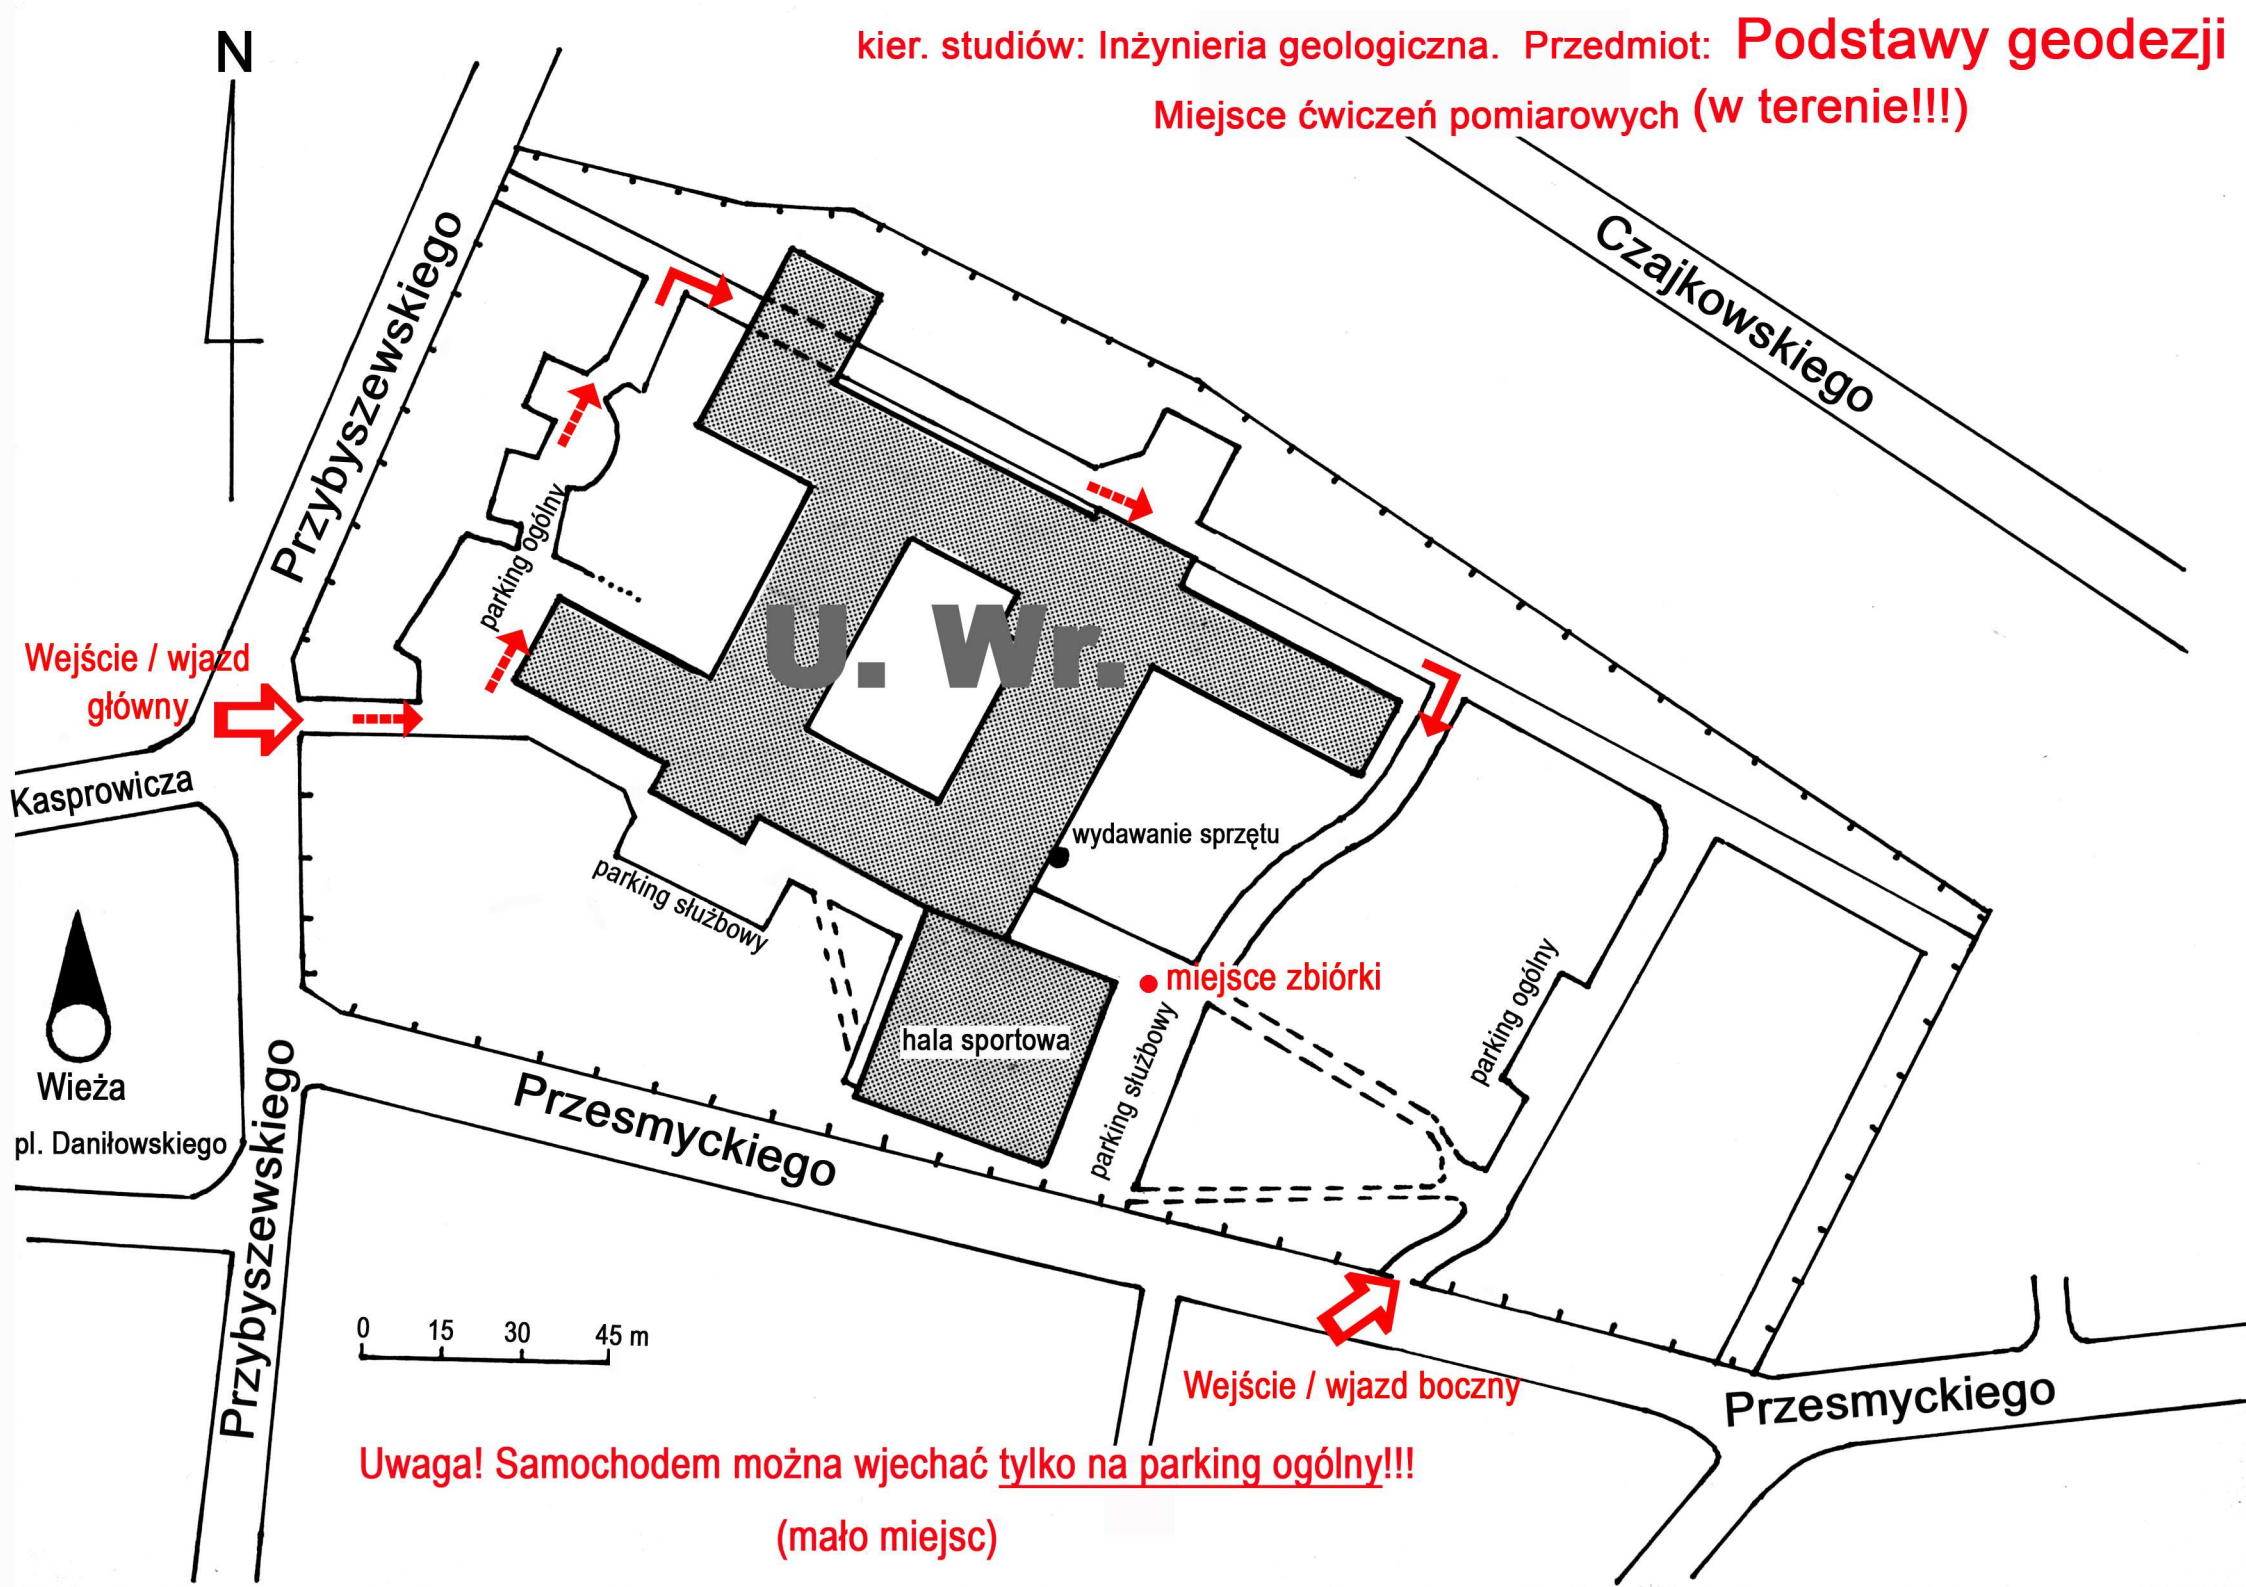 N
kier. studiów: Inżynieria geologiczna. Przedmiot: Podstawy geodezji
Miejsce ćwiczeń pomiarowych (w terenie!!!)
Czajkowskiego
Przybyszewskiego
parking ogólny
U. Wr.
Wejście / wjazd
główny
Kasprowicza
wydawanie sprzętu
parking służbowy
miejsce zbiórki
hala sportowa
parking służbowy
parking ogólny
Wieża
pl. Daniłowskiego
Przesmyckiego
Przybyszewskiego
0 15 30 45 m
Wejście / wjazd boczny
Przesmyckiego
Uwaga! Samochodem można wjechać tylko na parking ogólny!!!
(mało miejsc)